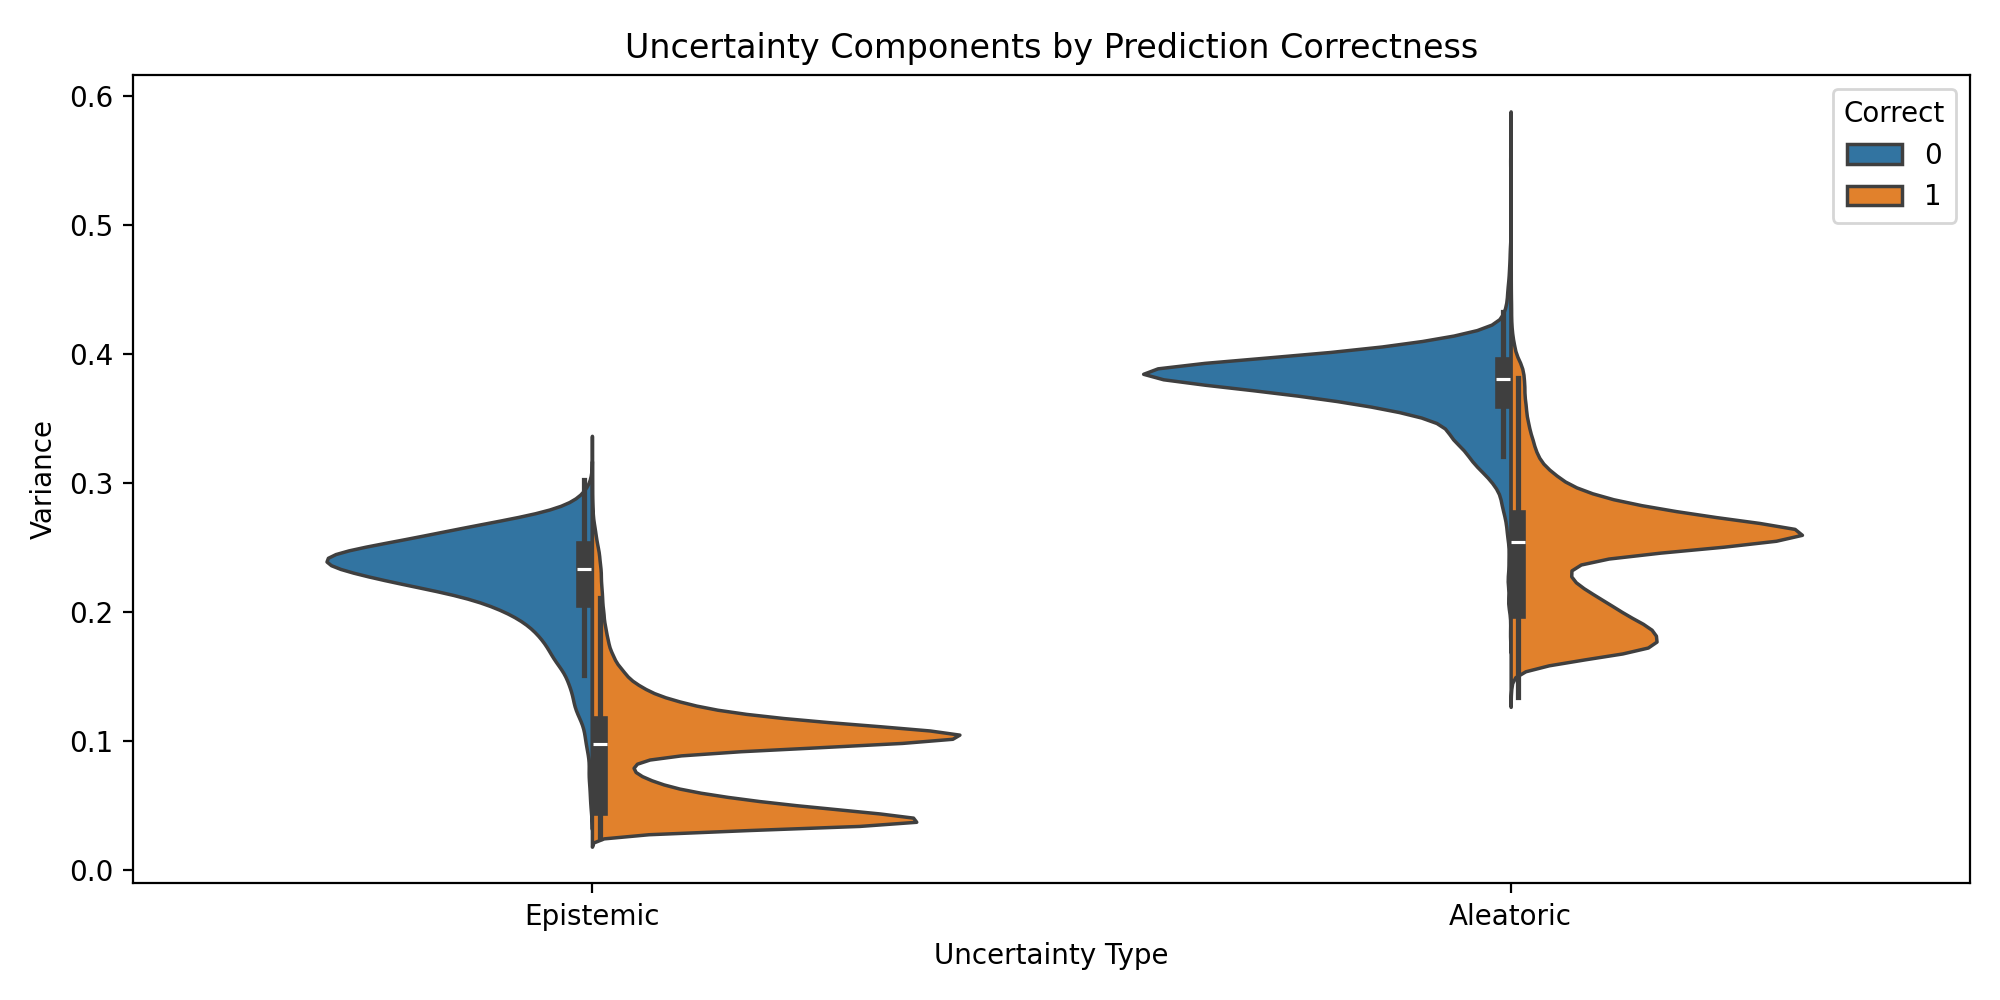 Uncertainty Components by Prediction Correctness
0.6
0.5
0.4
0.3
0.2
0.1
0.0
Variance
Correct
0
1
Epistemic
Aleatoric
Uncertainty Type